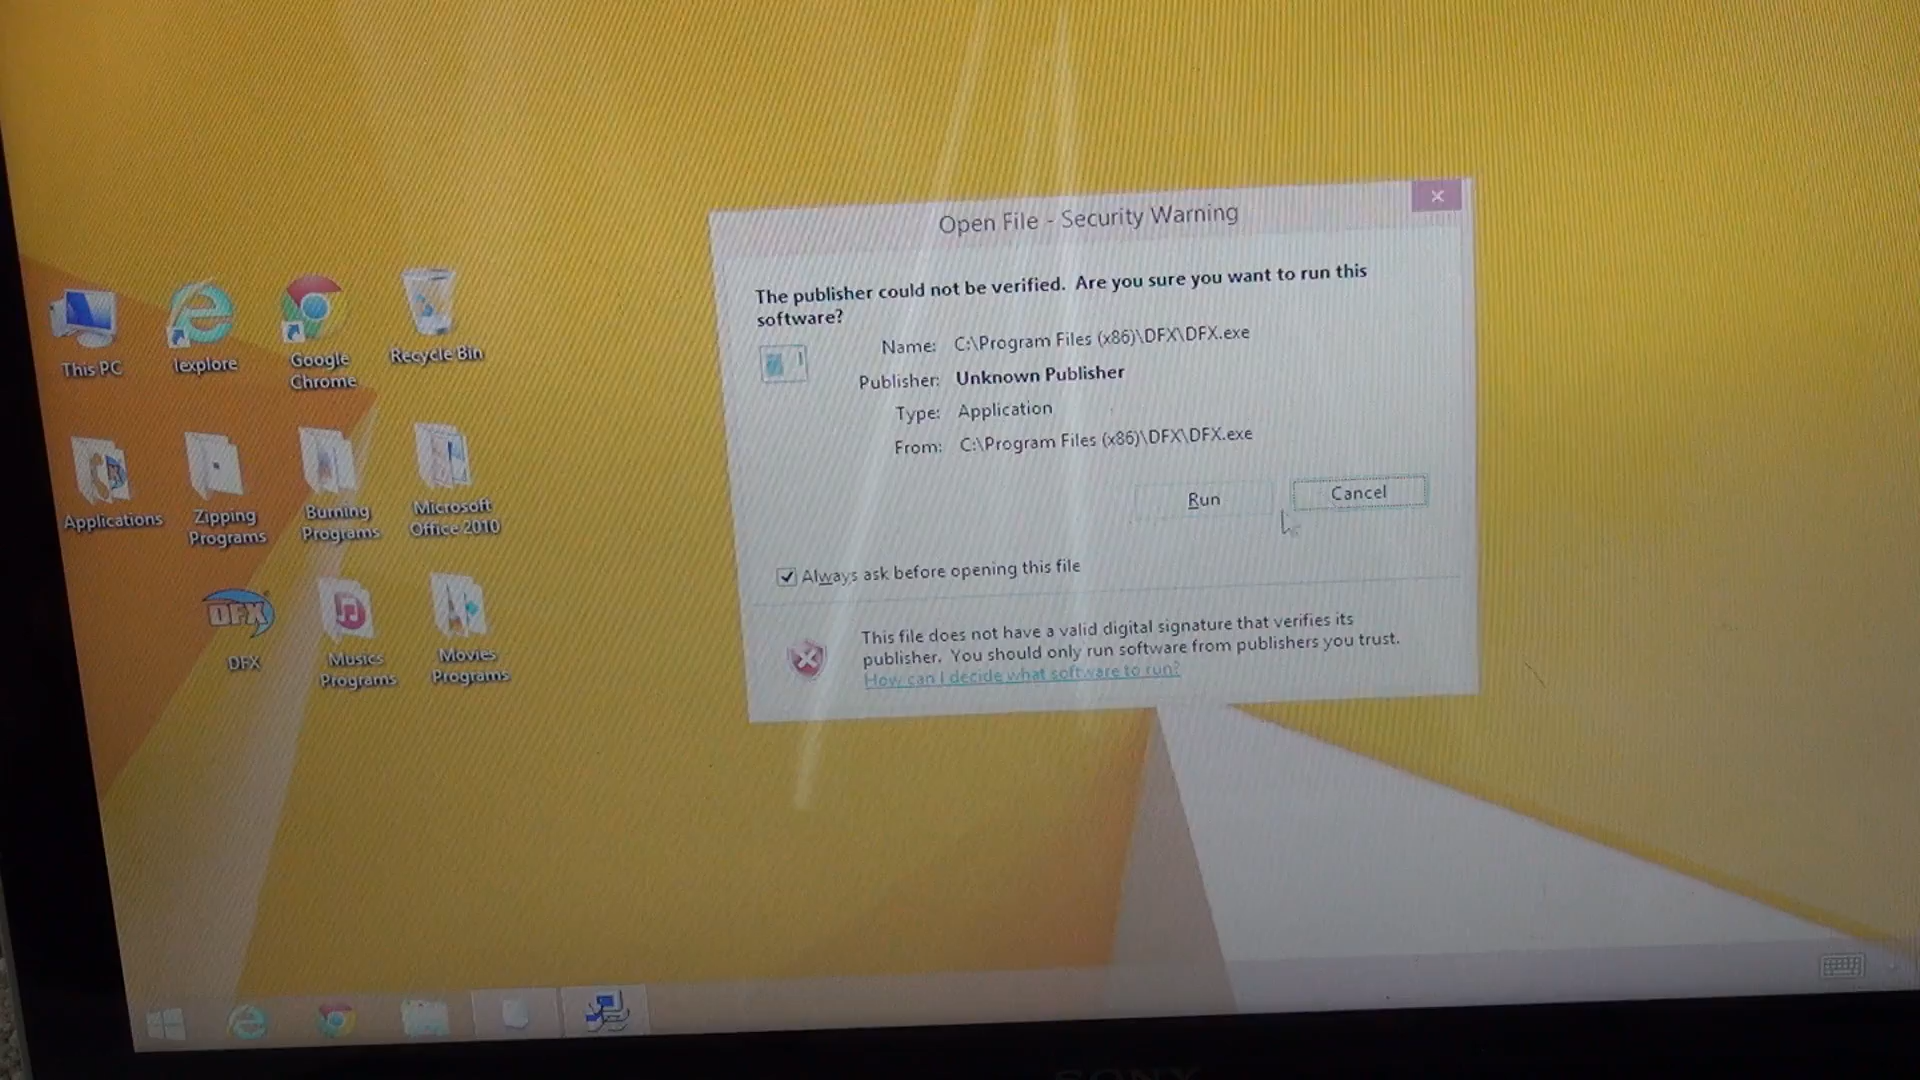 Open File - Security Warning
The publisher could not be verified. Are you sure you want to run this
software?
Name: C:\Program Files (x86)\DFX\DFX.exe
Publisher: Unknown Publisher
Type: Application
From: C:\Program Files (x86)\DFX\DFX.exe
Run
Cancel
Always ask before opening this file
This file does not have a valid digital signature that verifies its
publisher. You should only run software from publishers you trust.
How can I decide what software to run?
This PC
Iexplore
Google
Chrome
Recycle Bin
Applications
Zipping
Programs
Burning
Programs
Microsoft
Office 2010
DFX
DFX
Musics
Programs
Movies
Programs
SONY